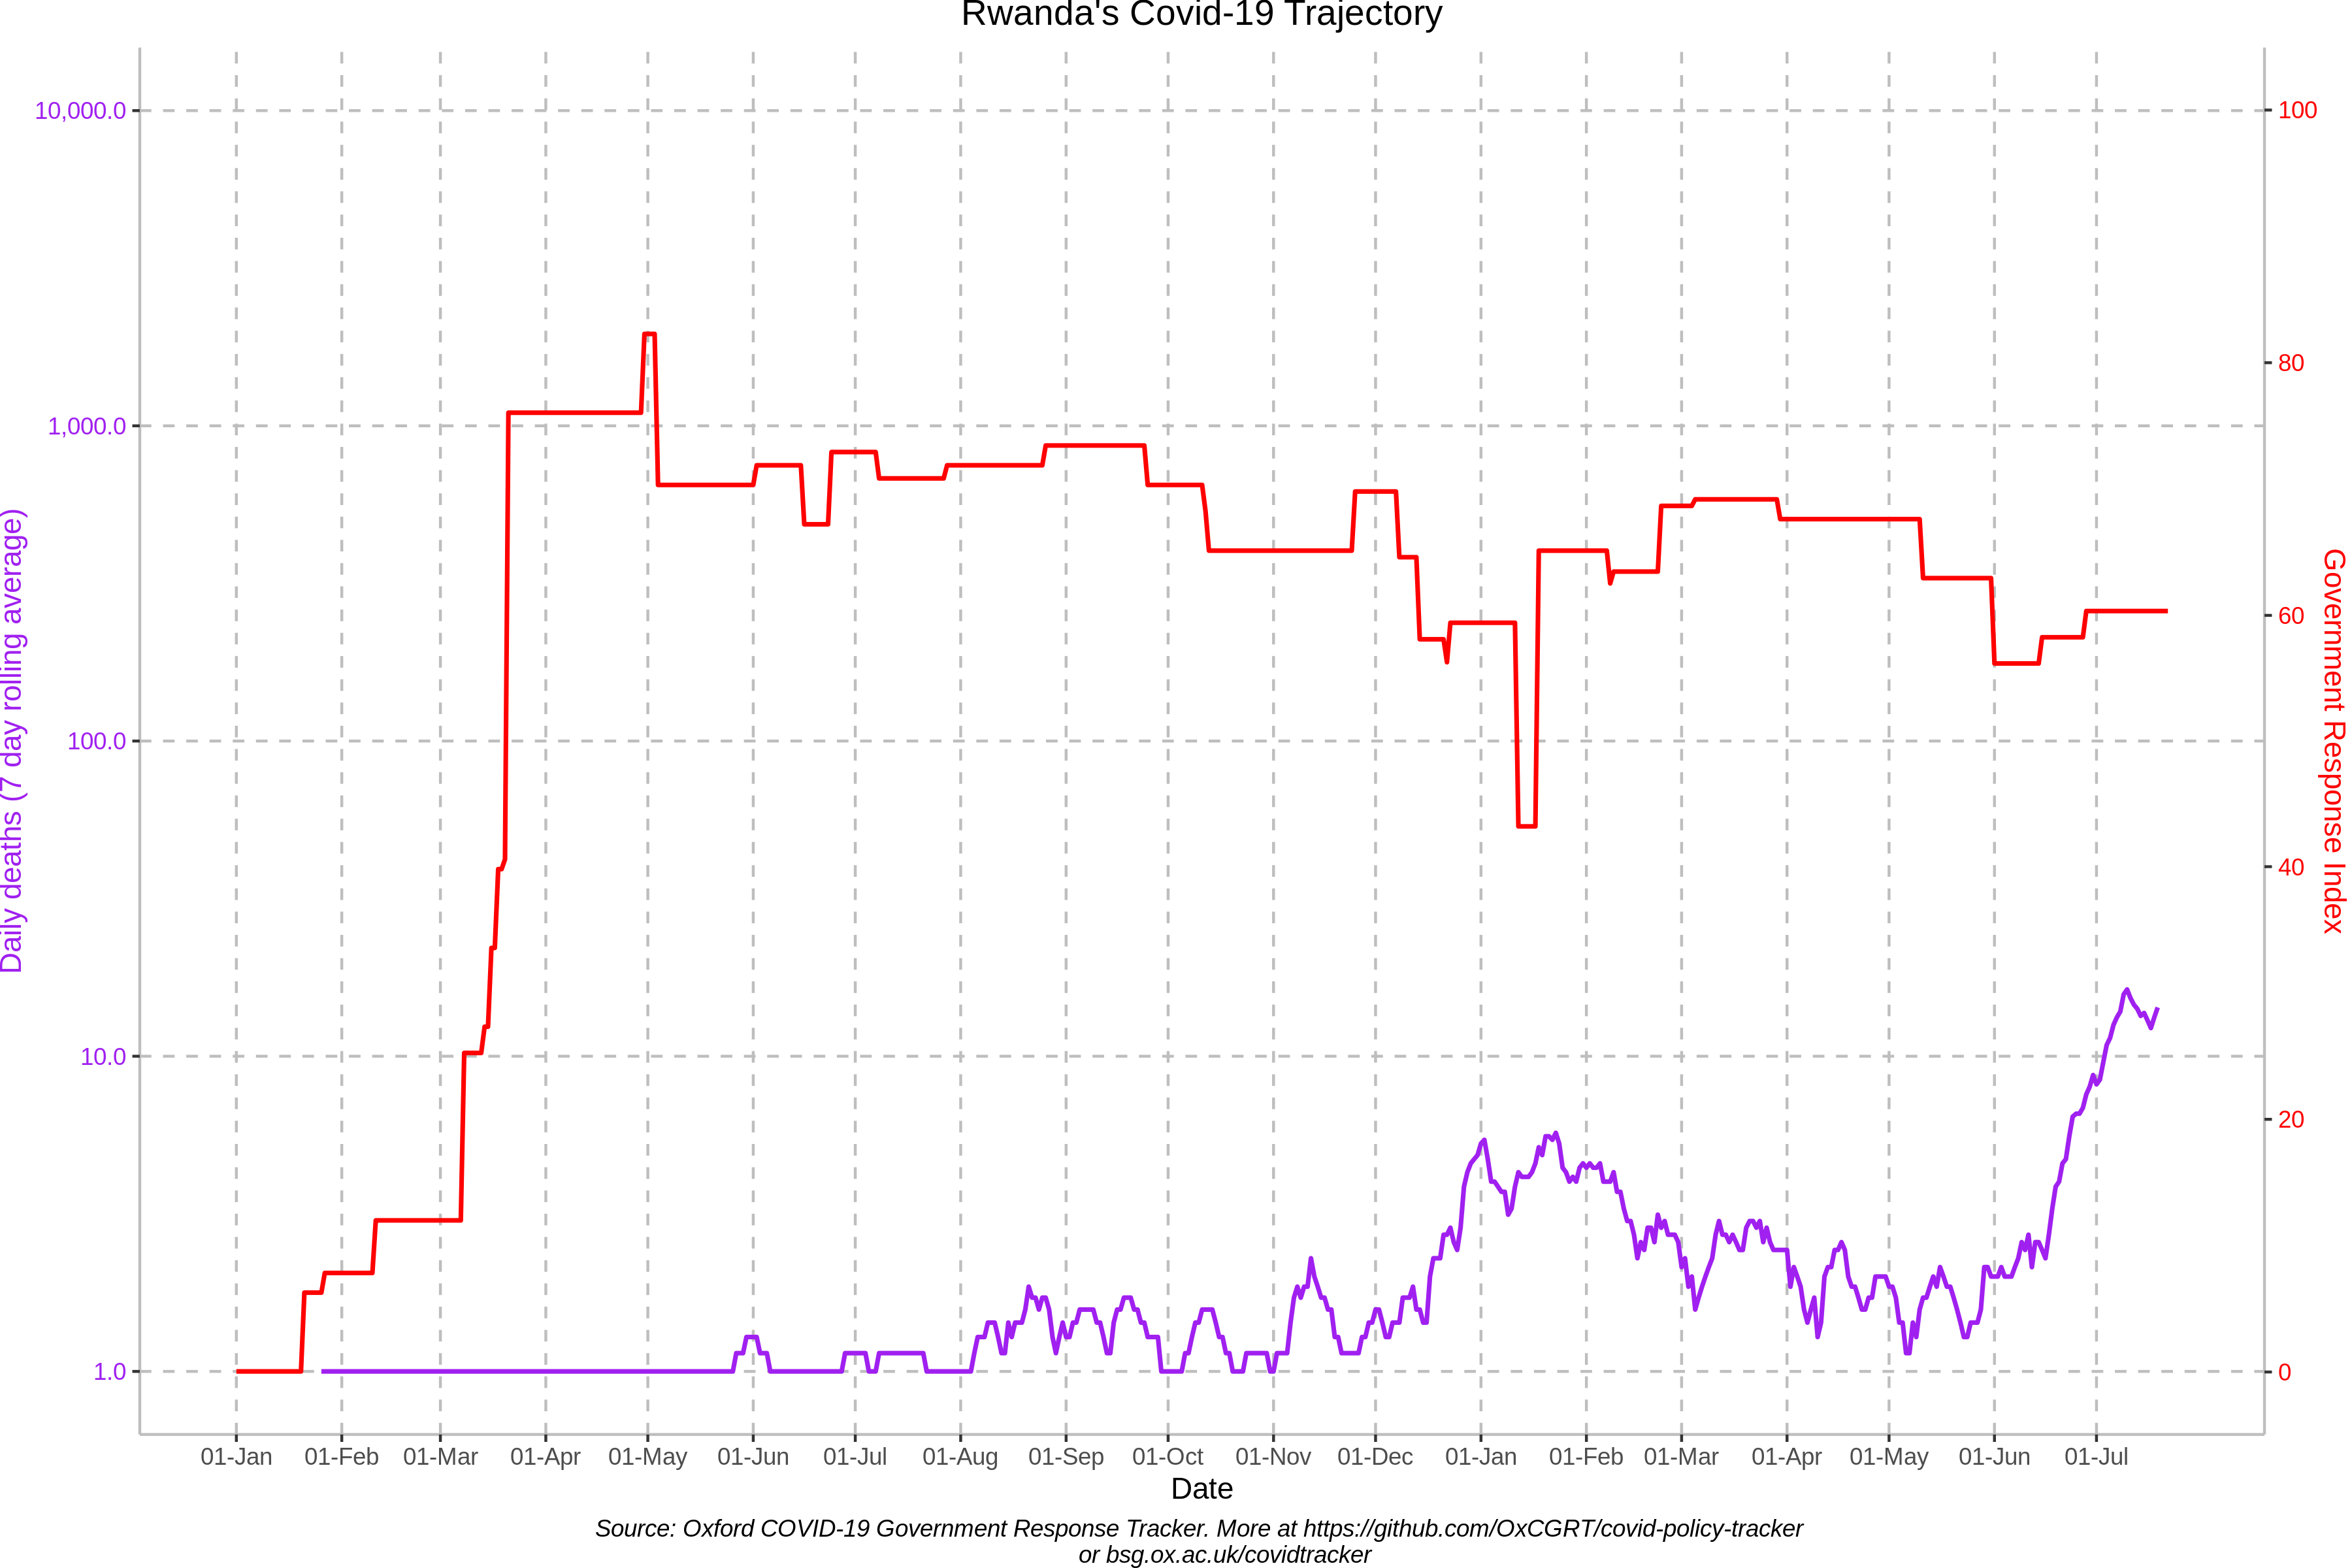 Rwanda's Covid-19 Trajectory
10,000.0
1,000.0
100.0
10.0
1.0
Daily deaths (7 day rolling average)
100
80
60
40
20
0
Government Response Index
01-Jan 01-Feb 01-Mar 01-Apr 01-May 01-Jun 01-Jul 01-Aug 01-Sep 01-Oct 01-Nov 01-Dec 01-Jan 01-Feb 01-Mar 01-Apr 01-May 01-Jun 01-Jul
Date
Source: Oxford COVID-19 Government Response Tracker. More at https://github.com/OxCGRT/covid-policy-tracker
or bsg.ox.ac.uk/covidtracker